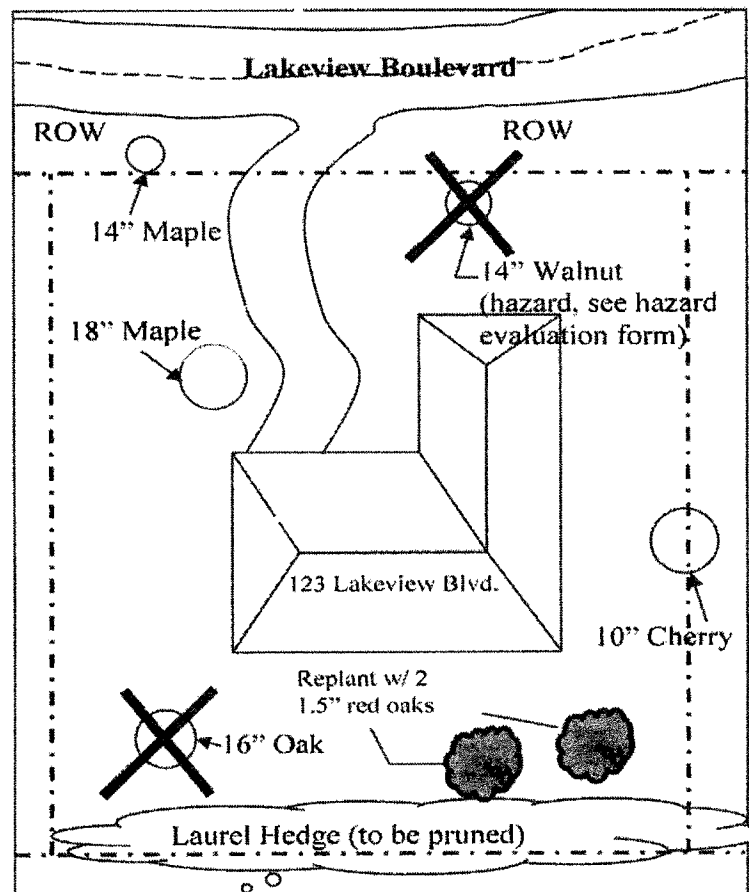 Lakeview Boulevard
ROW
ROW
14” Maple
14” Walnut
(hazard, see hazard
evaluation form)
18” Maple
123 Lakeview Blvd.
10” Cherry
Replant w/ 2
1.5” red oaks
16” Oak
Laurel Hedge (to be pruned)